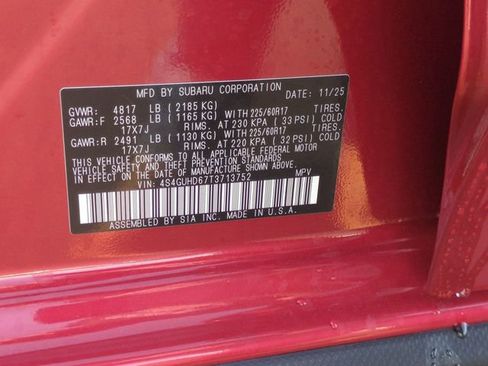 MFD BY SUBARU CORPORATION DATE: 11/25
GVWR: 4817 LB (2185 KG)
GAWR:F 2568 LB (1165 KG) WITH 225/60R17 TIRES.
17X7J RIMS. AT 230 KPA (33 PSI) COLD
GAWR:R 2491 LB (1130 KG) WITH 225/60R17 TIRES.
17X7J RIMS. AT 220 KPA (32 PSI) COLD
THIS VEHICLE CONFORMS TO ALL APPLICABLE FEDERAL MOTOR
VEHICLE SAFETY, BUMPER, AND THEFT PREVENTION STANDARDS
IN EFFECT ON THE DATE OF MANUFACTURE SHOWN ABOVE.
VIN: 4S4GUHD67T3713752 MPV
ASSEMBLED BY SIA INC. MADE IN U.S.A.